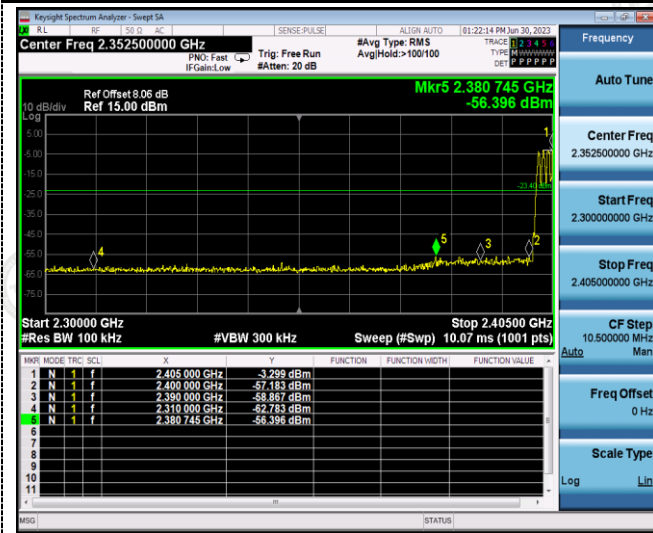 Keysight Spectrum Analyzer - Swept SA
RL RF 50 Ω AC SENSE:PULSE ALIGN AUTO 01:22:14 PM Jun 30, 2023
Center Freq 2.352500000 GHz
#Avg Type: RMS
TRACE 1 2 3 4 5 6
PNO: Fast Trig: Free Run Avg|Hold:>100/100
TYPE M W W W W W
IFGain:Low #Atten: 20 dB
DET P P P P P P
Mkr5 2.380 745 GHz
-56.396 dBm
Ref Offset 8.06 dB
10 dB/div Ref 15.00 dBm
Log
5.00
-5.00
-15.0
-25.0
-35.0
-45.0
-55.0
-65.0
-75.0
-23.40 dBm
1
2
3
4
5
Start 2.30000 GHz Stop 2.40500 GHz
#Res BW 100 kHz #VBW 300 kHz Sweep (#Swp) 10.07 ms (1001 pts)
MKR MODE TRC SCL X Y FUNCTION FUNCTION WIDTH FUNCTION VALUE
1 N 1 f 2.405 000 GHz -3.299 dBm
2 N 1 f 2.400 000 GHz -57.183 dBm
3 N 1 f 2.390 000 GHz -58.867 dBm
4 N 1 f 2.310 000 GHz -62.783 dBm
5 N 1 f 2.380 745 GHz -56.396 dBm
6
7
8
9
10
11
MSG STATUS
Frequency
Auto Tune
Center Freq
2.352500000 GHz
Start Freq
2.300000000 GHz
Stop Freq
2.405000000 GHz
CF Step
10.500000 MHz
Auto Man
Freq Offset
0 Hz
Scale Type
Log Lin